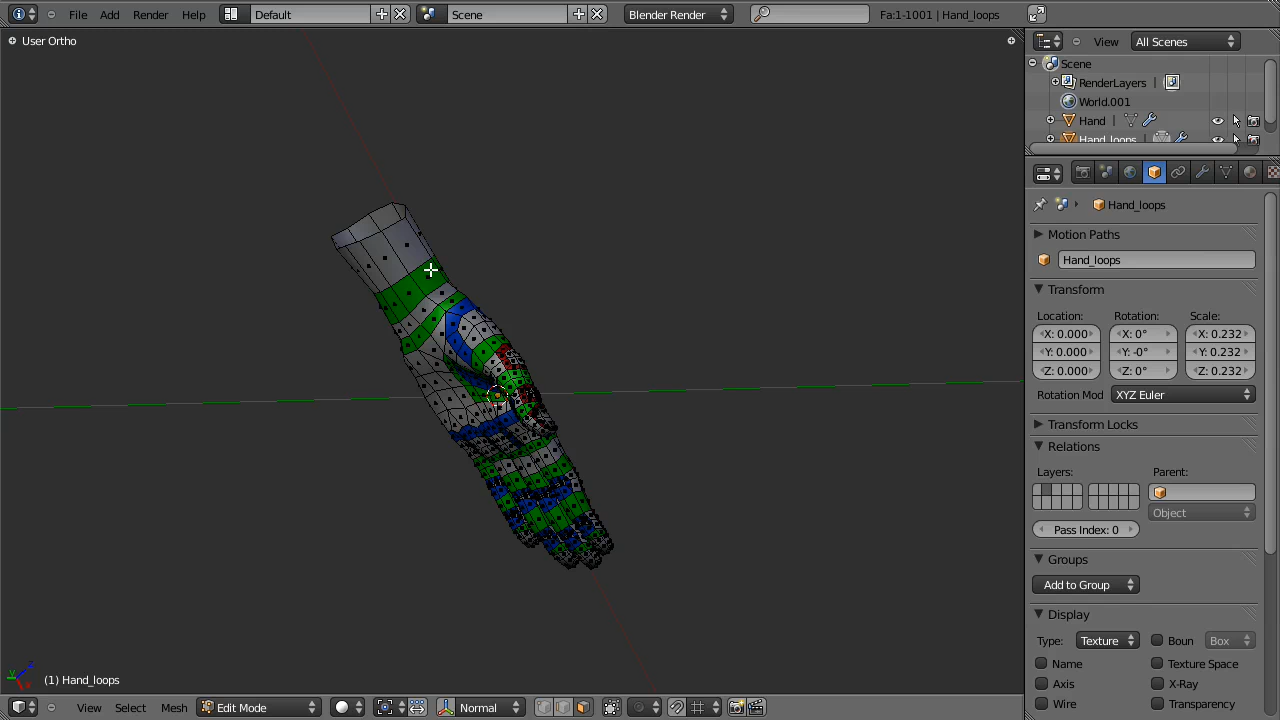 File Add Render Help Default Scene Blender Render Fa:1-1001 | Hand_loops
User Ortho
View All Scenes
Scene
RenderLayers
World.001
Hand
Hand_loops
Hand_loops
Motion Paths
Hand_loops
Transform
Location: Rotation: Scale:
X: 0.000 X: 0° X: 0.232
Y: 0.000 Y: -0° Y: 0.232
Z: 0.000 Z: 0° Z: 0.232
Rotation Mod XYZ Euler
Transform Locks
Relations
Layers: Parent:
Object
Pass Index: 0
Groups
Add to Group
Display
Type: Texture Boun Box
Name Texture Space
Axis X-Ray
Wire Transparency
(1) Hand_loops
View Select Mesh Edit Mode Normal